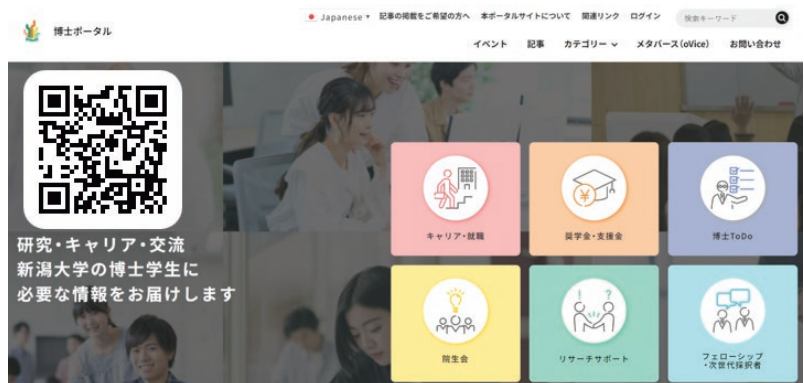 博士ポータル
Japanese
記事の掲載をご希望の方へ
本ポータルサイトについて
関連リンク
ログイン
検索キーワード
イベント
記事
カテゴリー
メタバース(oVice)
お問い合わせ
研究・キャリア・交流
新潟大学の博士学生に
必要な情報をお届けします
キャリア・就職
奨学金・支援金
博士ToDo
院生会
リサーチサポート
フェローシップ
・次世代採択者